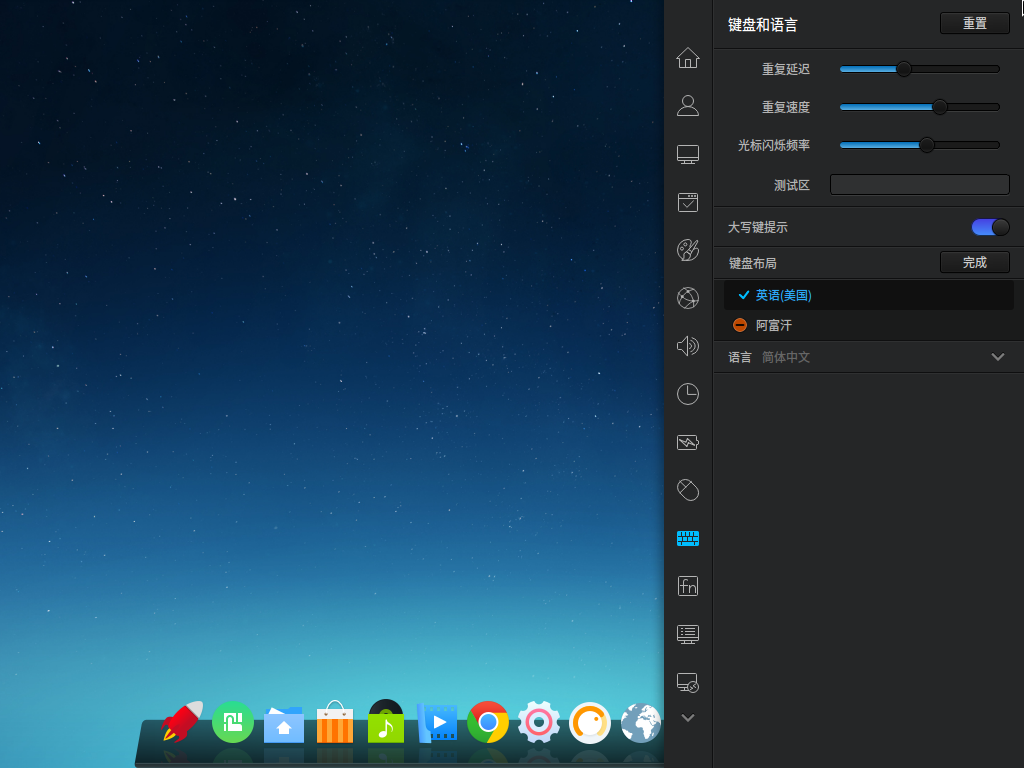 键盘和语言 重置
重复延迟
重复速度
光标闪烁频率
测试区
大写键提示
键盘布局 完成
英语(美国)
阿富汗
语言 简体中文
fn